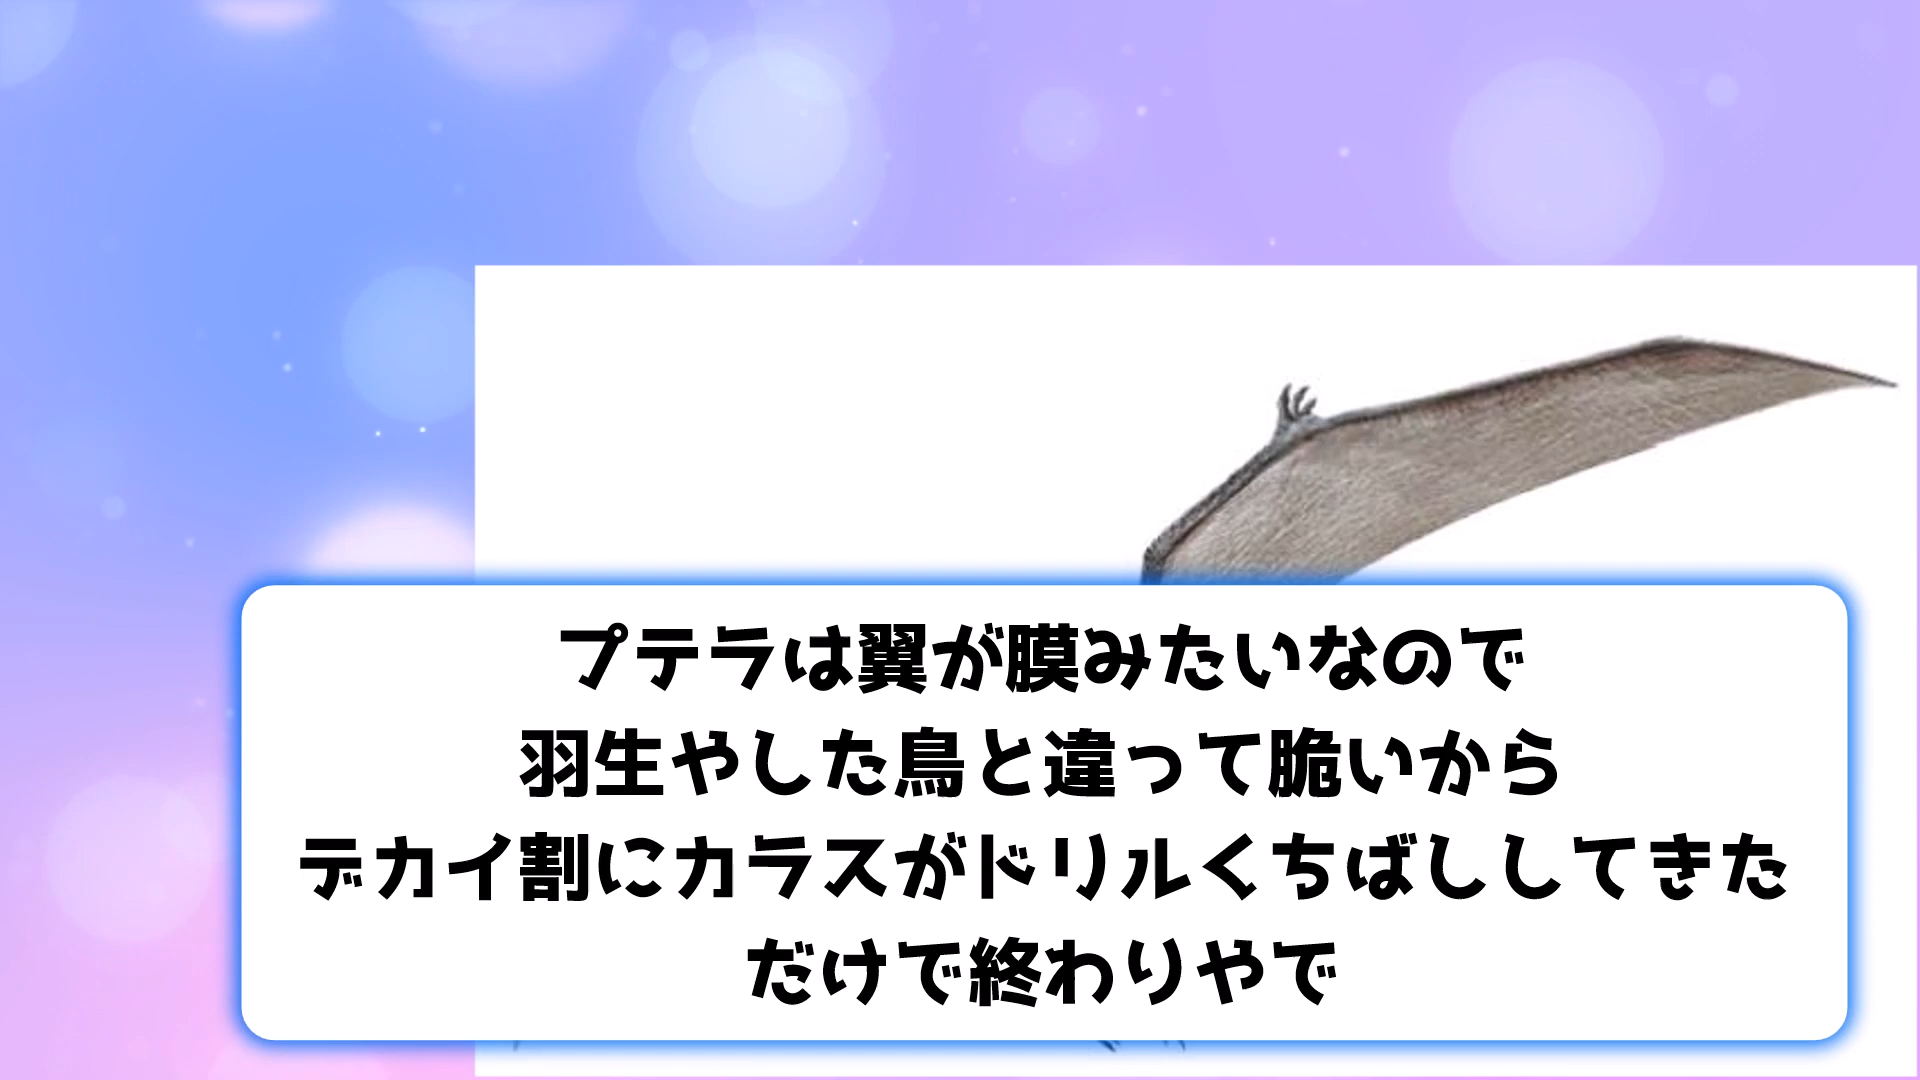 プテラは翼が膜みたいなので
羽生やした鳥と違って脆いから
デカイ割にカラスがドリルくちばししてきた
だけで終わりやで